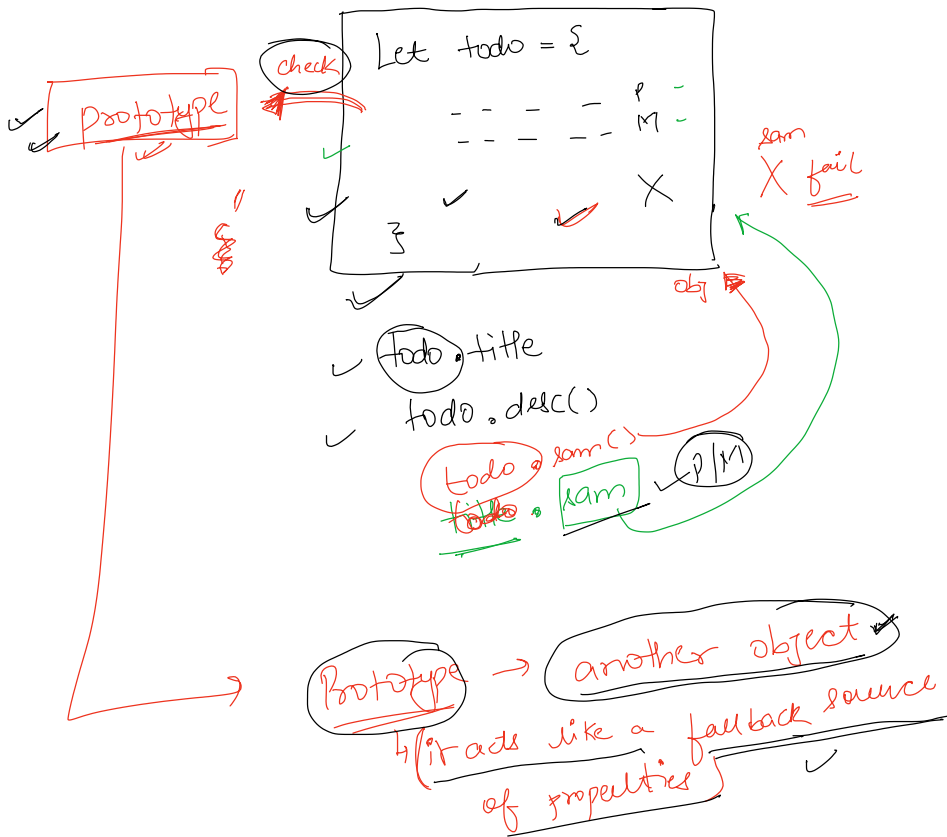 Let todo = {
check
prototype
P
M
sam
X fail
X
}
obj
todo.title
todo.desc()
todo.sam()
P/M
todo. sam
Prototype → another object
↳ it acts like a fallback source
of properties